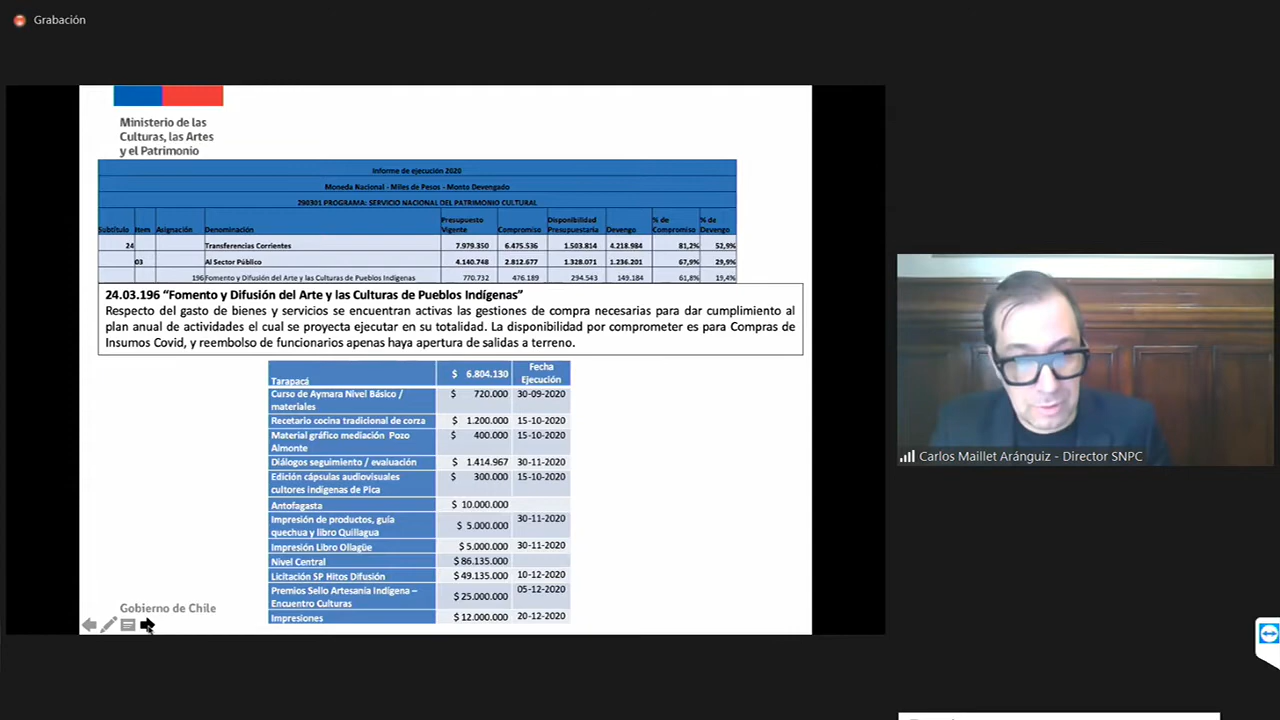 Grabación
Ministerio de las
Culturas, las Artes
y el Patrimonio
Informe de ejecución 2020
Moneda Nacional - Miles de Pesos - Monto Devengado
290301 PROGRAMA: SERVICIO NACIONAL DEL PATRIMONIO CULTURAL
Subtítulo Item Asignación Denominación Presupuesto Vigente Compromiso Disponibilidad Presupuestaria Devengo % de Compromiso % de Devengo
24 Transferencias Corrientes 7.979.350 6.475.536 1.503.814 4.218.984 81,2% 52,9%
03 Al Sector Público 4.140.748 2.812.677 1.328.071 1.236.201 67,9% 29,9%
196 Fomento y Difusión del Arte y las Culturas de Pueblos Indígenas 770.732 476.189 294.543 149.184 61,8% 19,4%
24.03.196 “Fomento y Difusión del Arte y las Culturas de Pueblos Indígenas”
Respecto del gasto de bienes y servicios se encuentran activas las gestiones de compra necesarias para dar cumplimiento al
plan anual de actividades el cual se proyecta ejecutar en su totalidad. La disponibilidad por comprometer es para Compras de
Insumos Covid, y reembolso de funcionarios apenas haya apertura de salidas a terreno.
Tarapacá $ 6.804.130 Fecha Ejecución
Curso de Aymara Nivel Básico / materiales $ 720.000 30-09-2020
Recetario cocina tradicional de corza $ 1.200.000 15-10-2020
Material gráfico mediación Pozo Almonte $ 400.000 15-10-2020
Diálogos seguimiento / evaluación $ 1.414.967 30-11-2020
Edición cápsulas audiovisuales cultores indígenas de Pica $ 300.000 15-10-2020
Antofagasta $ 10.000.000
Impresión de productos, guía quechua y libro Quillagua $ 5.000.000 30-11-2020
Impresión Libro Ollagüe $ 5.000.000 30-11-2020
Nivel Central $ 86.135.000
Licitación SP Hitos Difusión $ 49.135.000 10-12-2020
Premios Sello Artesanía Indígena – Encuentro Culturas $ 25.000.000 05-12-2020
Impresiones $ 12.000.000 20-12-2020
Gobierno de Chile
Carlos Maillet Aránguiz - Director SNPC